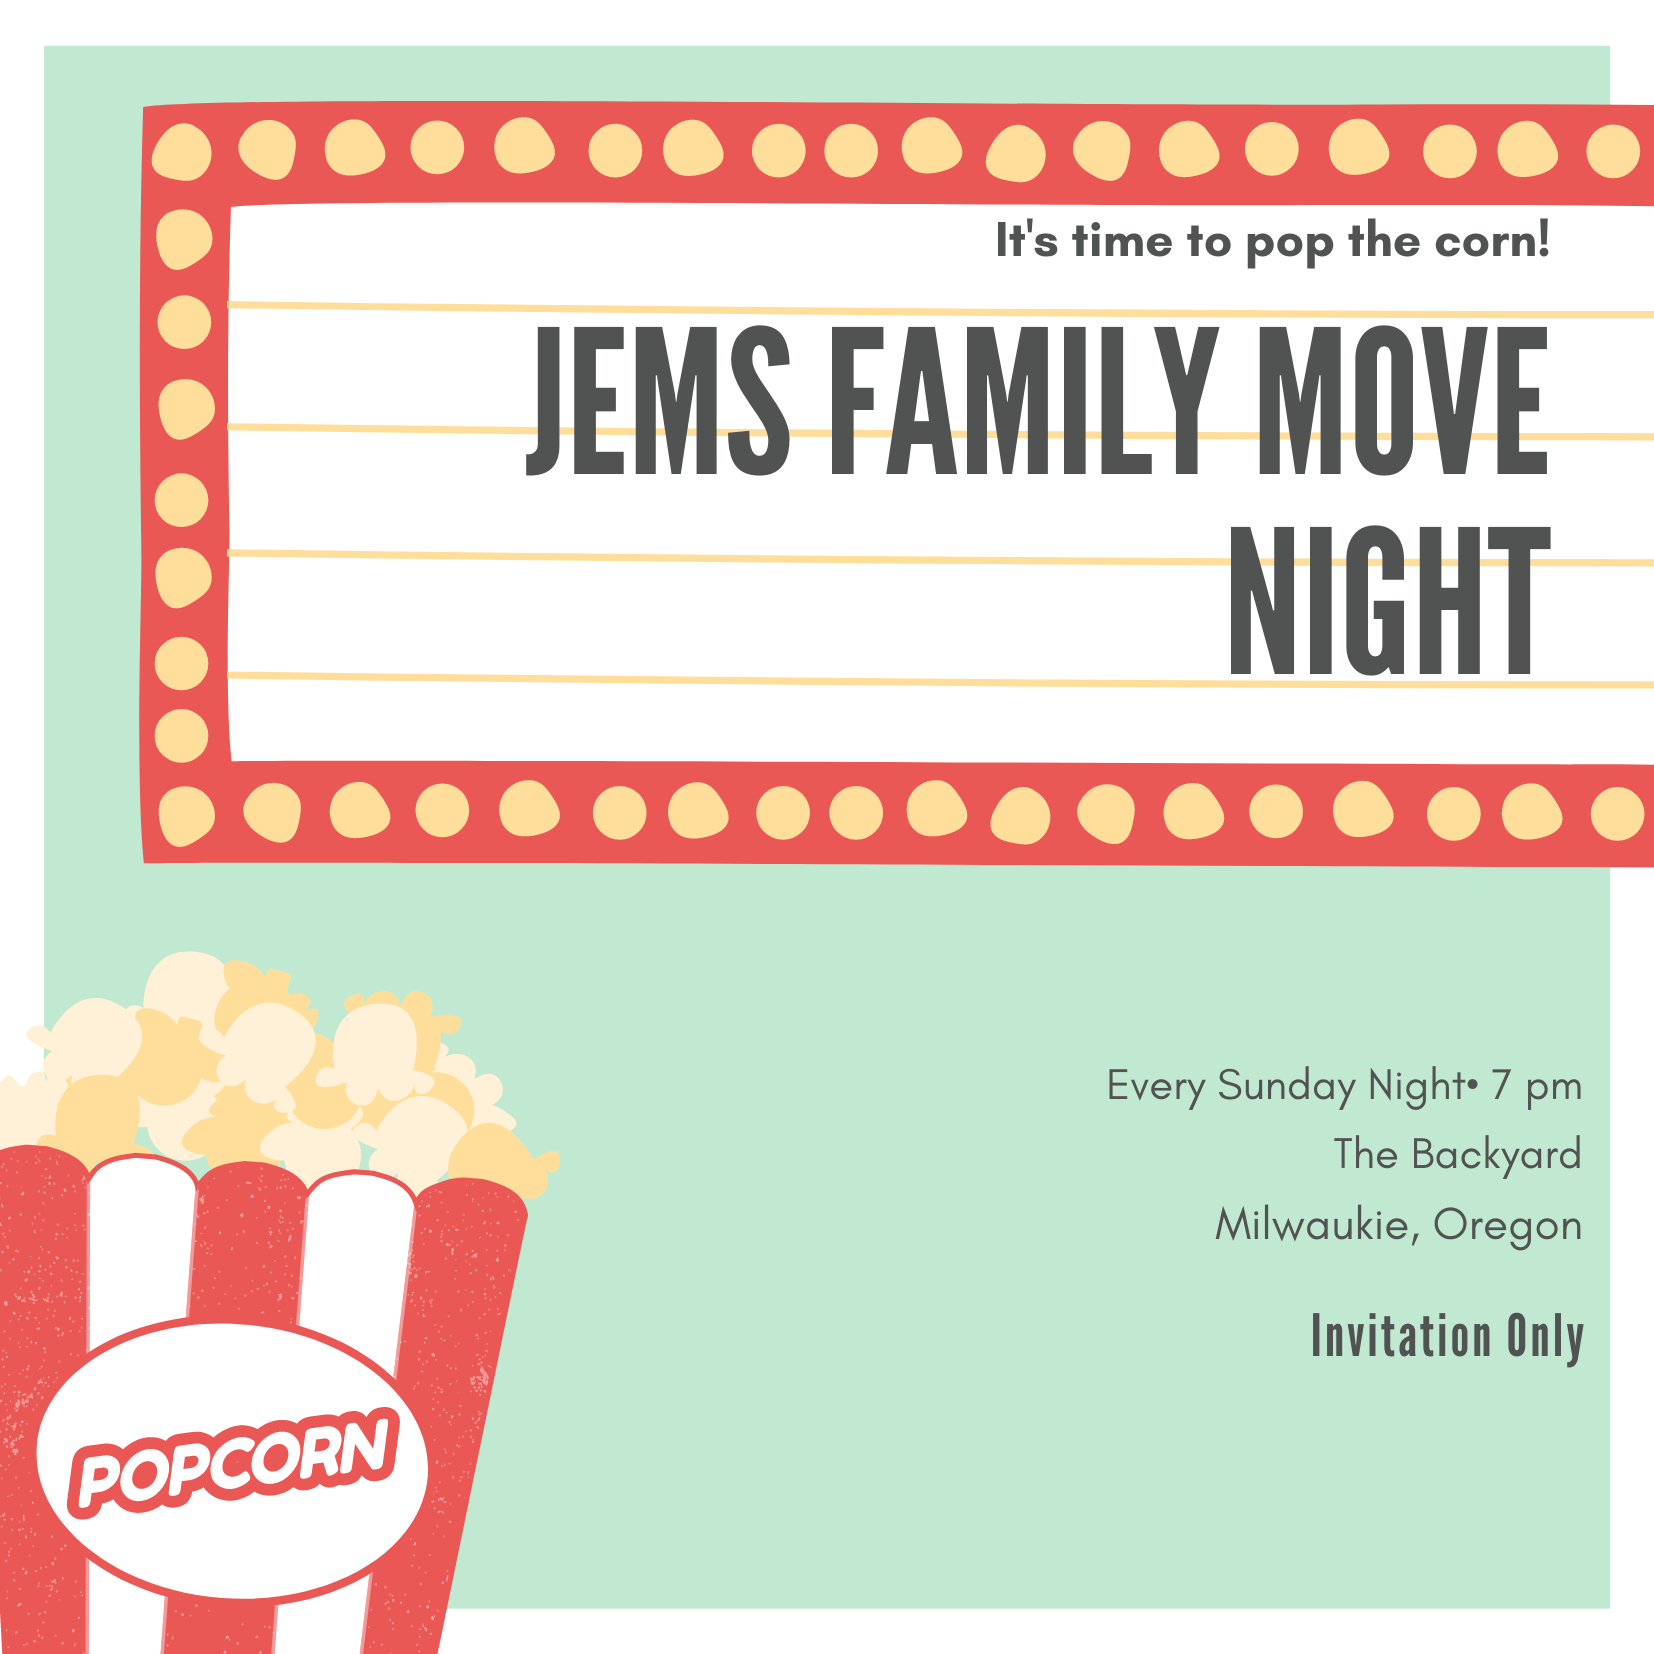 It's time to pop the corn!
JEMS FAMILY MOVE
NIGHT
Every Sunday Night• 7 pm
The Backyard
Milwaukie, Oregon
Invitation Only
POPCORN